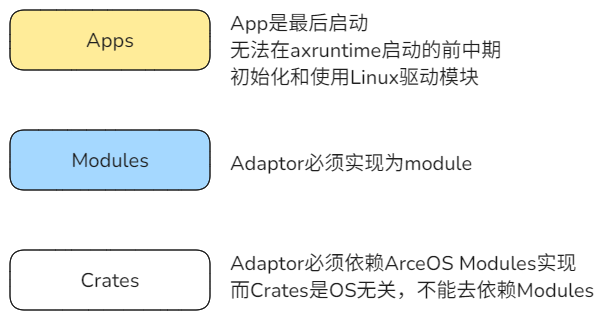 Apps
App是最后启动
无法在axruntime启动的前中期
初始化和使用Linux驱动模块
Modules
Adaptor必须实现为module
Crates
Adaptor必须依赖ArceOS Modules实现
而Crates是OS无关，不能去依赖Modules